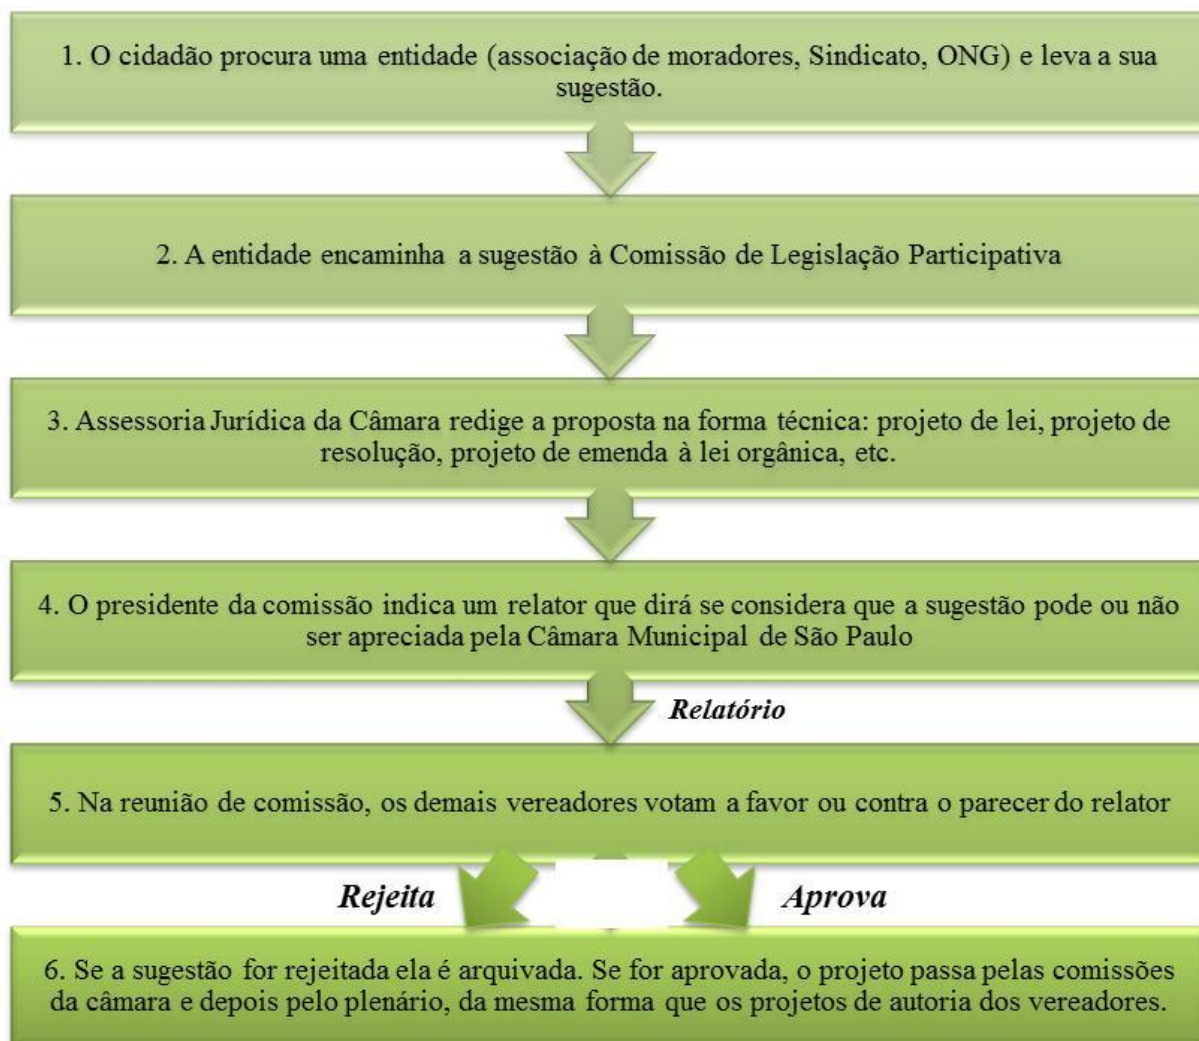 1. O cidadão procura uma entidade (associação de moradores, Sindicato, ONG) e leva a sua
sugestão.
2. A entidade encaminha a sugestão à Comissão de Legislação Participativa
3. Assessoria Jurídica da Câmara redige a proposta na forma técnica: projeto de lei, projeto de
resolução, projeto de emenda à lei orgânica, etc.
4. O presidente da comissão indica um relator que dirá se considera que a sugestão pode ou não
ser apreciada pela Câmara Municipal de São Paulo
Relatório
5. Na reunião de comissão, os demais vereadores votam a favor ou contra o parecer do relator
Rejeita
Aprova
6. Se a sugestão for rejeitada ela é arquivada. Se for aprovada, o projeto passa pelas comissões
da câmara e depois pelo plenário, da mesma forma que os projetos de autoria dos vereadores.